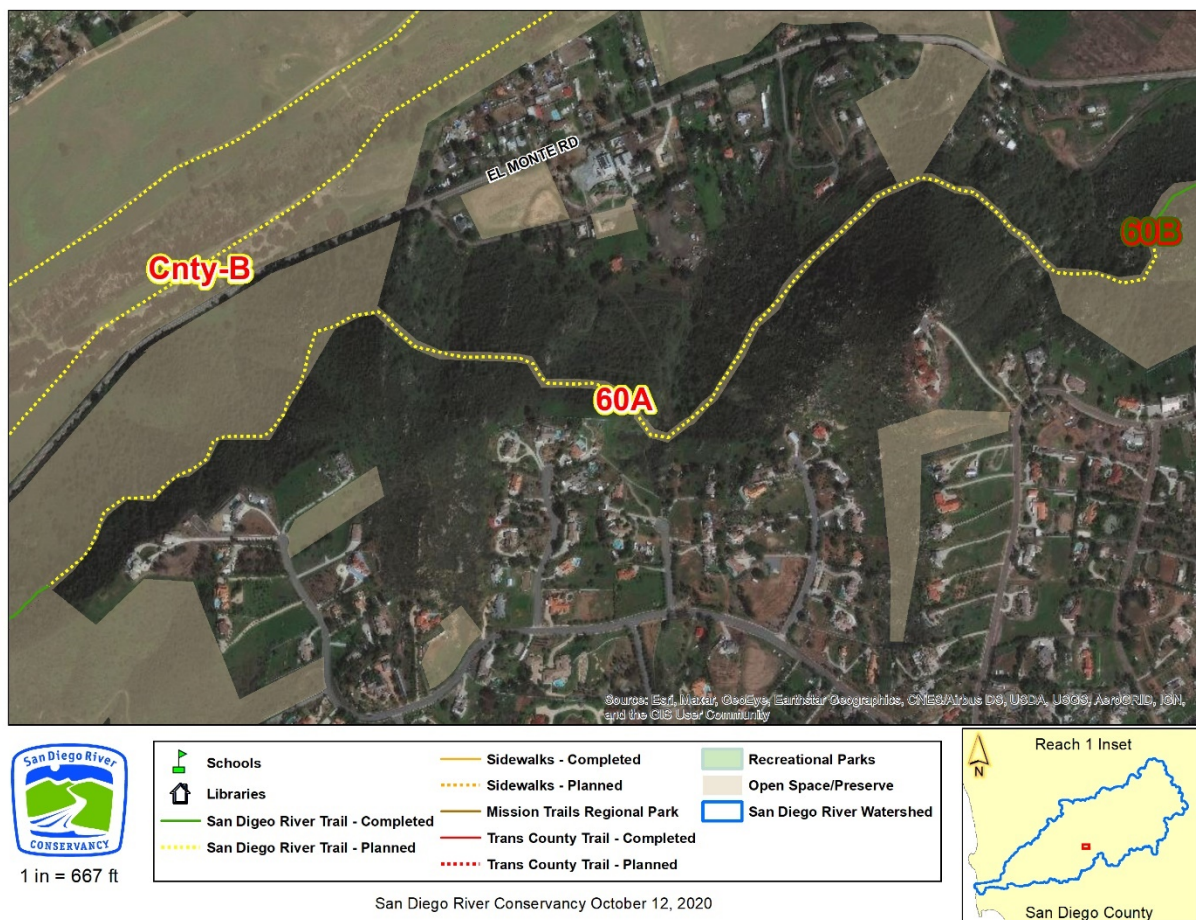 EL MONTE RD
Cnty-B
60B
60A
Source: Esri, Maxar, GeoEye, Earthstar Geographics, CNES/Airbus DS, USDA, USGS, AeroGRID, IGN,
and the GIS User Community
San Diego River
CONSERVANCY
1 in = 667 ft
Schools
Libraries
San Digeo River Trail - Completed
San Diego River Trail - Planned
Sidewalks - Completed
Sidewalks - Planned
Mission Trails Regional Park
Trans County Trail - Completed
Trans County Trail - Planned
Recreational Parks
Open Space/Preserve
San Diego River Watershed
Reach 1 Inset
N
San Diego County
San Diego River Conservancy October 12, 2020